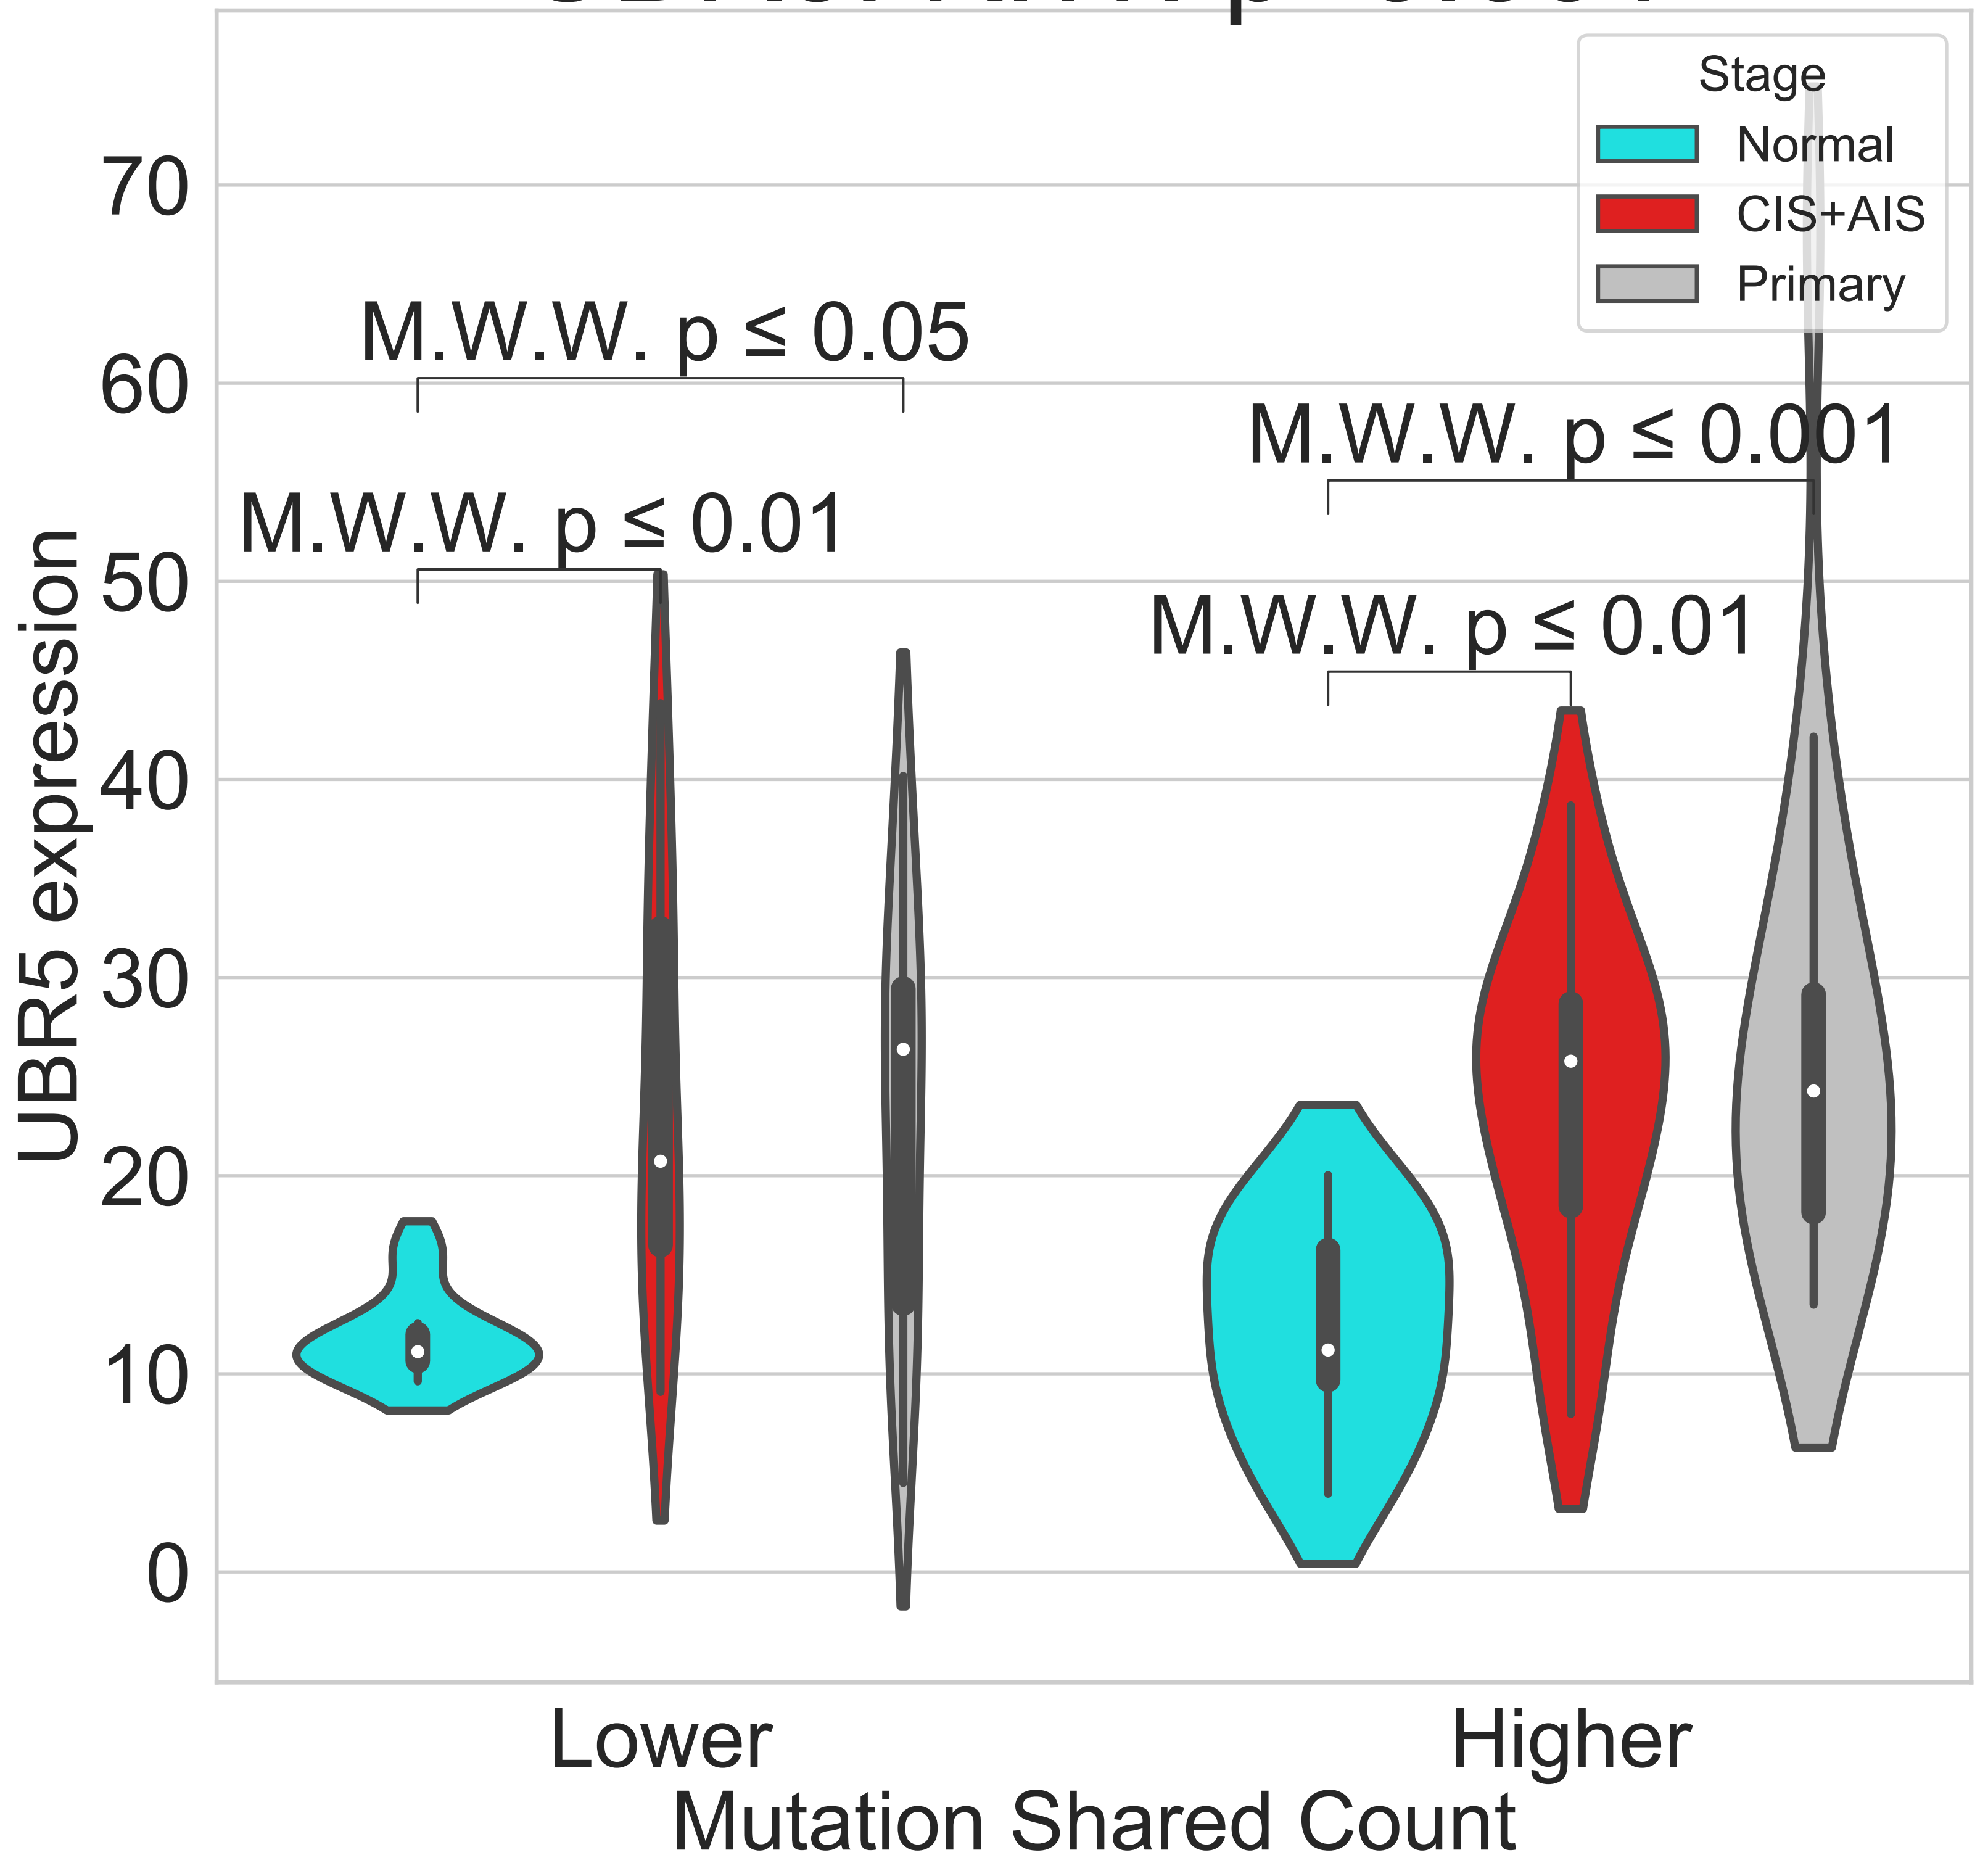 Stage
Normal
CIS+AIS
Primary
M.W.W. p ≤ 0.05
M.W.W. p ≤ 0.001
M.W.W. p ≤ 0.01
M.W.W. p ≤ 0.01
70
60
50
40
30
20
10
0
UBR5 expression
Lower
Higher
Mutation Shared Count